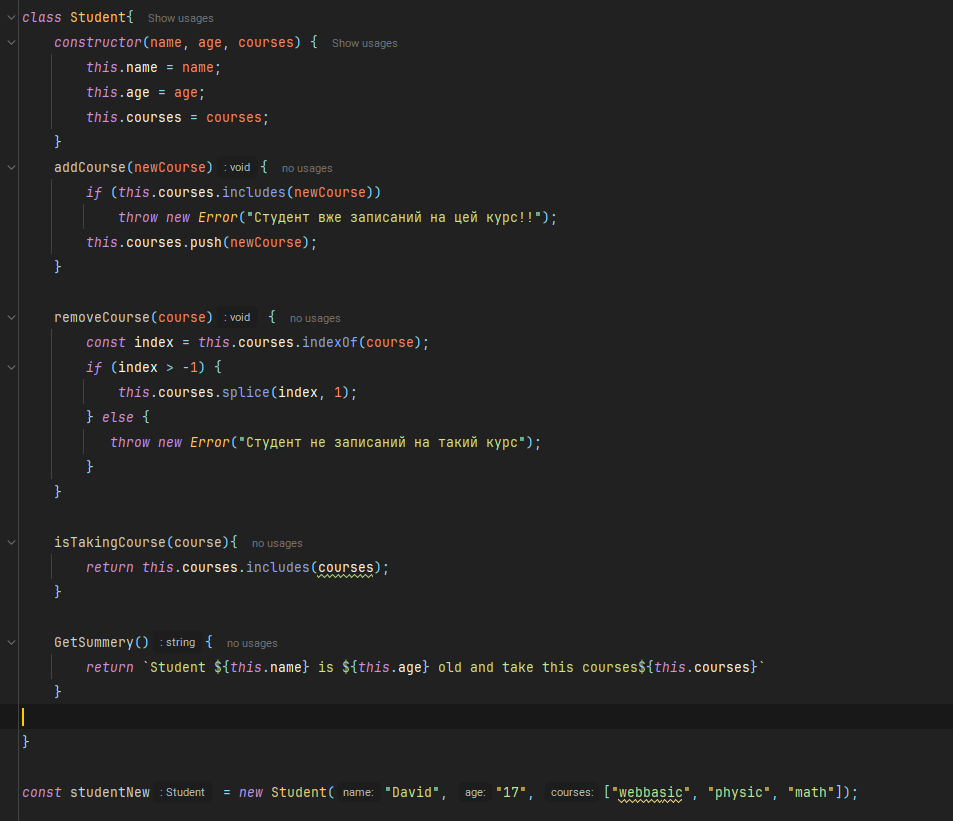 class Student{ Show usages
constructor(name, age, courses) { Show usages
this.name = name;
this.age = age;
this.courses = courses;
}
addCourse(newCourse) : void { no usages
if (this.courses.includes(newCourse))
throw new Error("Студент вже записаний на цей курс!!");
this.courses.push(newCourse);
}
removeCourse(course) : void { no usages
const index = this.courses.indexOf(course);
if (index > -1) {
this.courses.splice(index, 1);
} else {
throw new Error("Студент не записаний на такий курс");
}
}
isTakingCourse(course){ no usages
return this.courses.includes(courses);
}
GetSummery() : string { no usages
return `Student ${this.name} is ${this.age} old and take this courses${this.courses}`
}
}
const studentNew : Student = new Student( name: "David", age: "17", courses: ["webbasic", "physic", "math"]);